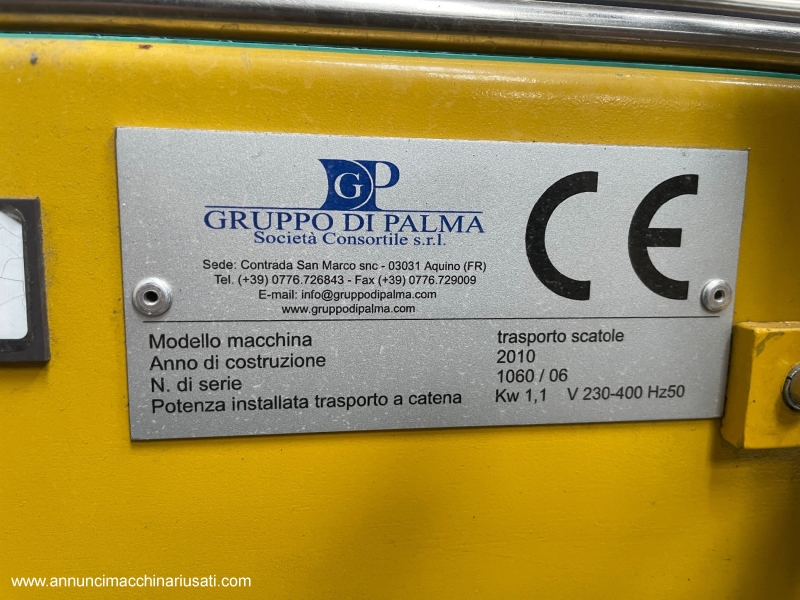 GP
GRUPPO DI PALMA
Società Consortile s.r.l.
CE
Sede: Contrada San Marco snc - 03031 Aquino (FR)
Tel. (+39) 0776.726843 - Fax (+39) 0776.729009
E-mail: info@gruppodipalma.com
www.gruppodipalma.com
Modello macchina trasporto scatole
Anno di costruzione 2010
N. di serie 1060 / 06
Potenza installata trasporto a catena Kw 1,1 V 230-400 Hz50
www.annuncimacchinariusati.com